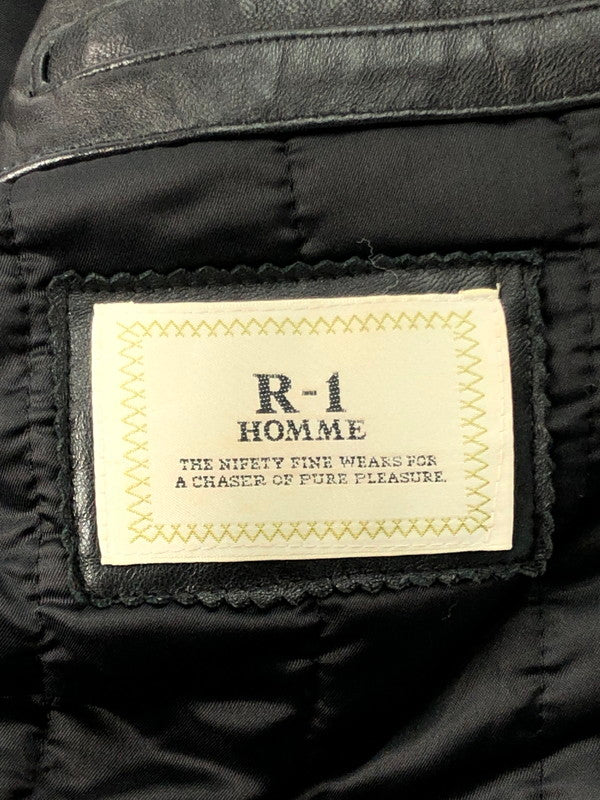 R-1
HOMME
THE NIFETY FINE WEARS FOR
A CHASER OF PURE PLEASURE.